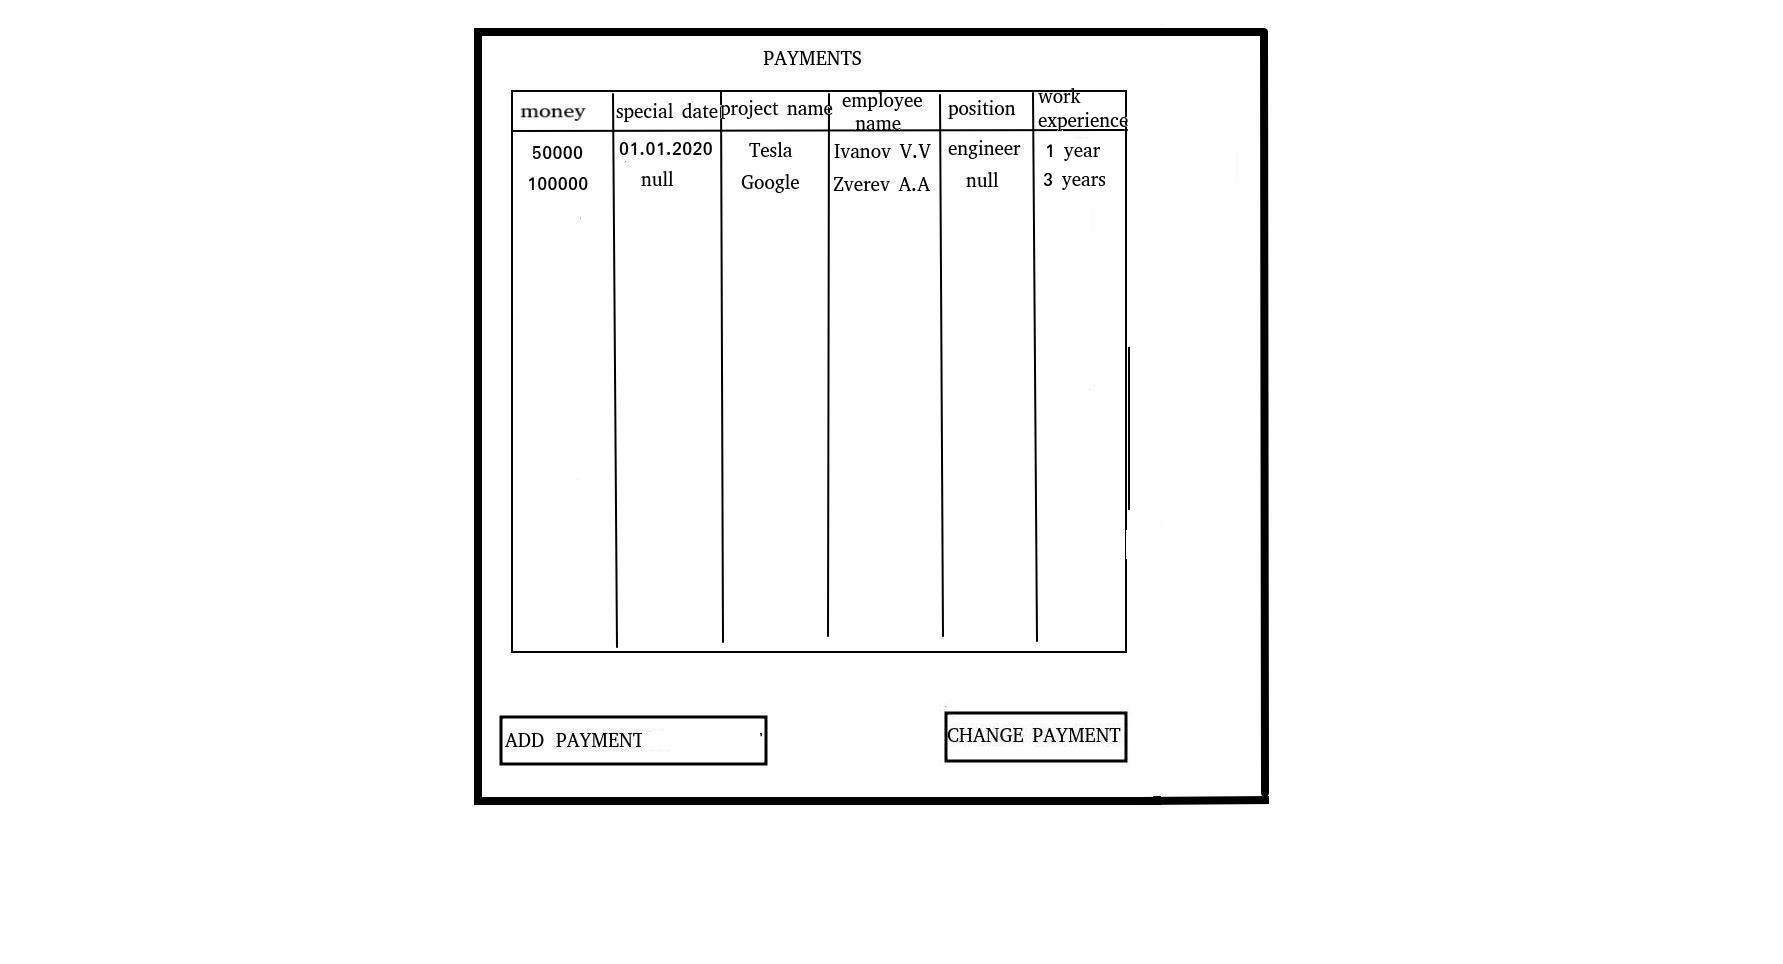 PAYMENTS
money special date project name employee name position work experience
50000 01.01.2020 Tesla Ivanov V.V engineer 1 year
100000 null Google Zverev A.A null 3 years
ADD PAYMENT CHANGE PAYMENT